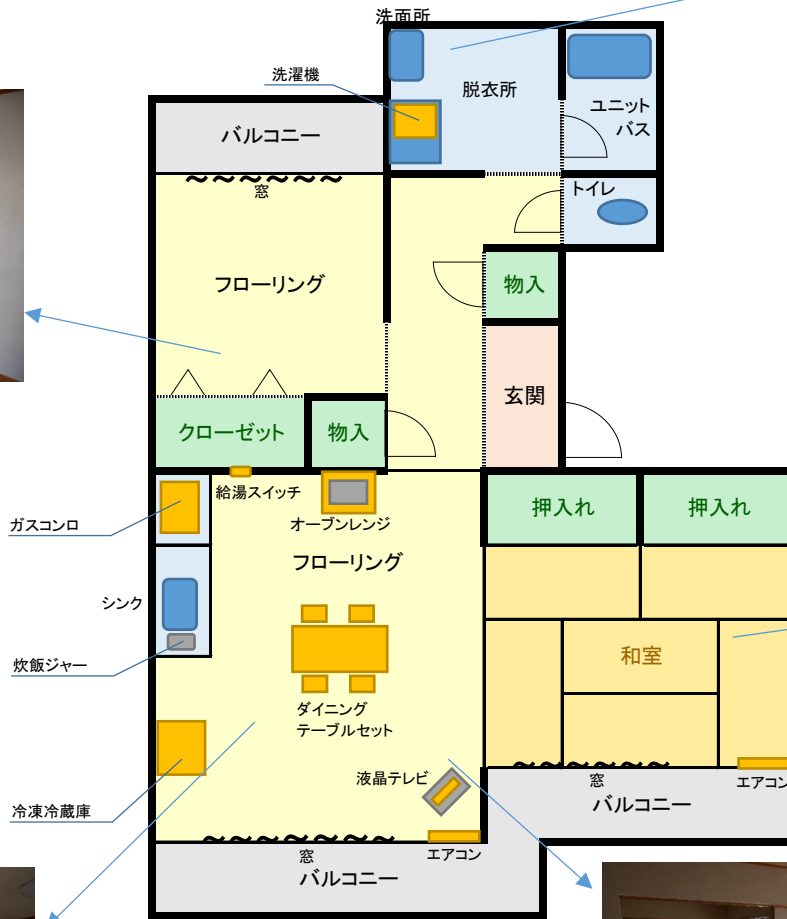 洗面所
洗濯機
脱衣所
ユニット
バス
バルコニー
窓
トイレ
フローリング
物入
玄関
クローゼット
物入
給湯スイッチ
オーブンレンジ
押入れ
押入れ
ガスコンロ
フローリング
シンク
炊飯ジャー
和室
ダイニング
テーブルセット
液晶テレビ
冷凍冷蔵庫
窓
エアコン
バルコニー
窓
エアコン
バルコニー